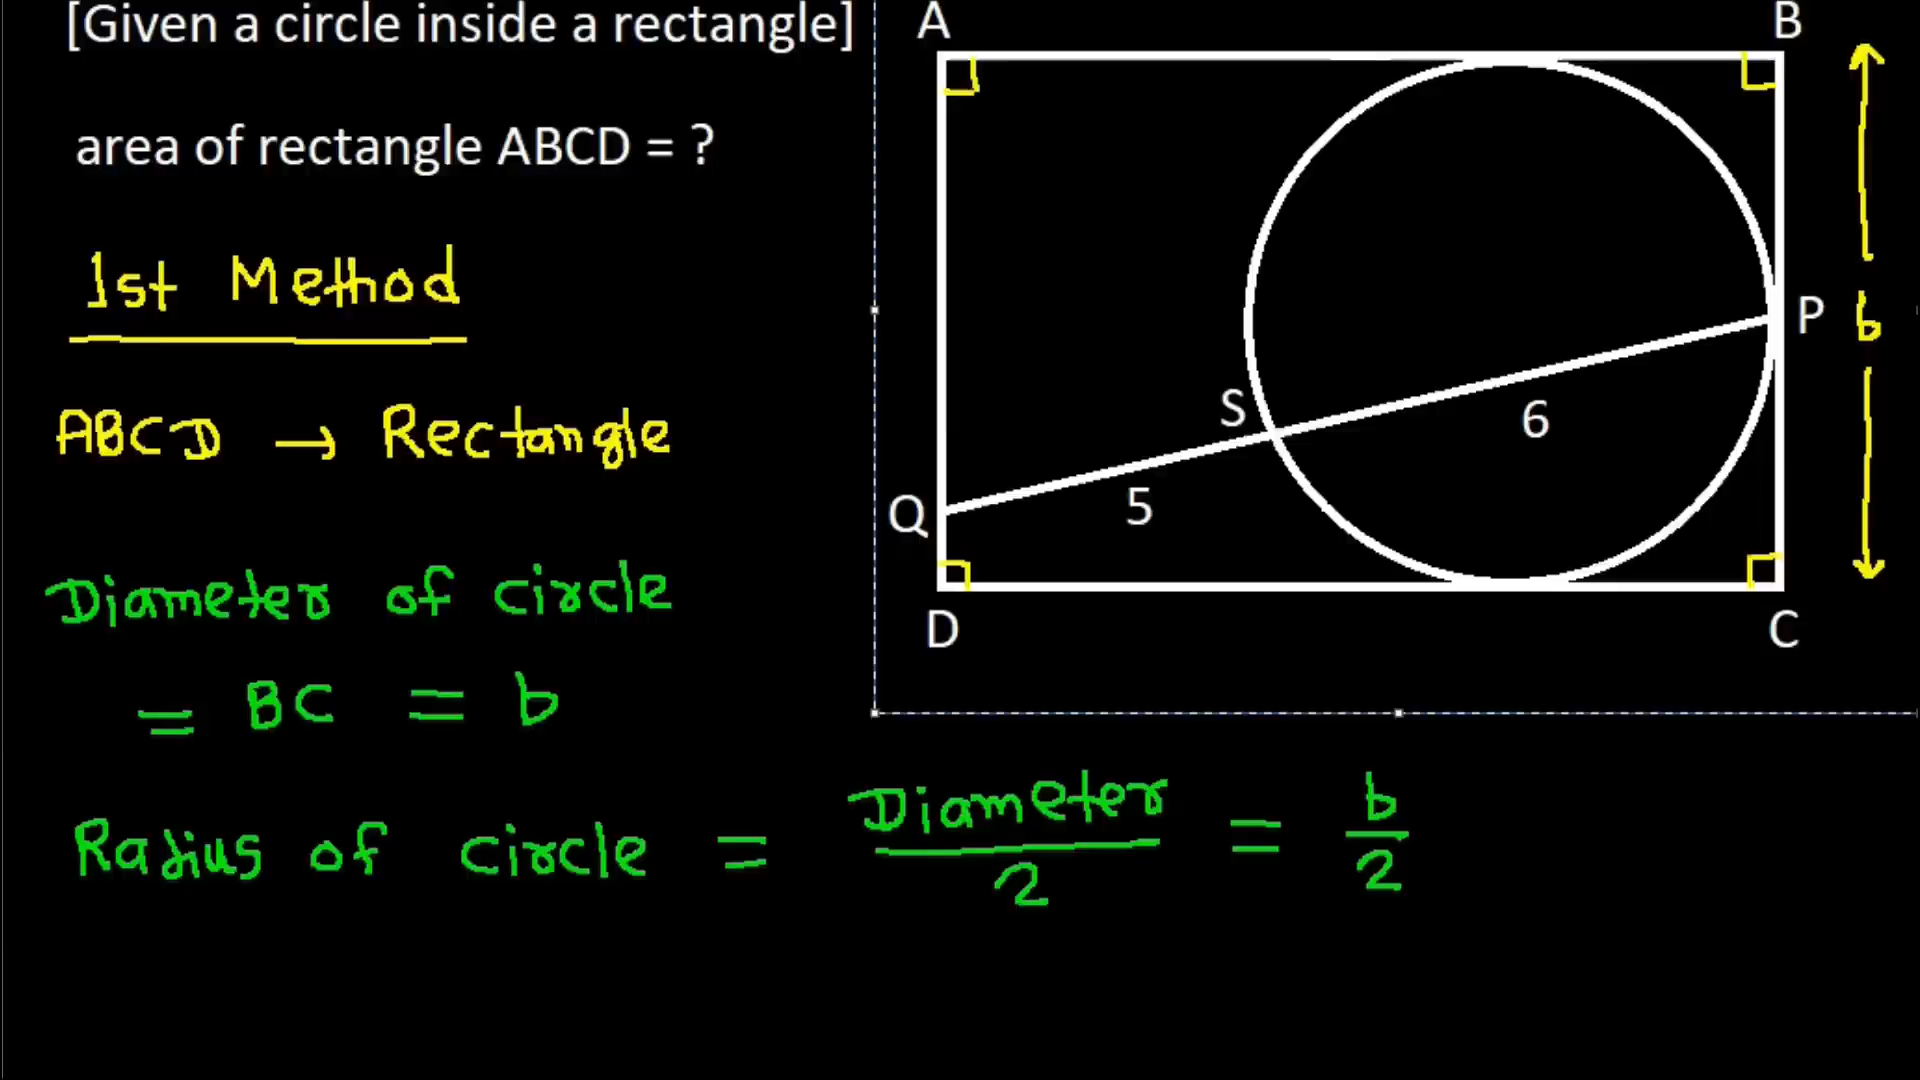 [Given a circle inside a rectangle]
area of rectangle ABCD = ?
1st Method
ABCD → Rectangle
Diameter of circle
= BC = b
Radius of circle = Diameter/2 = b/2
A
B
P
b
S
6
Q
5
D
C